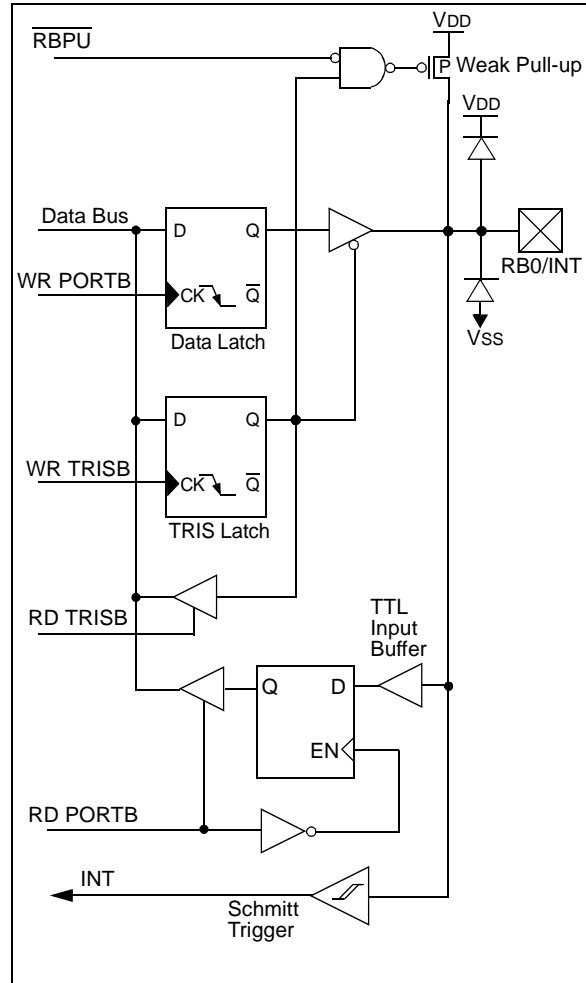 VDD
R̅B̅P̅U̅
P
Weak Pull-up
VDD
Data Bus
D
Q
RB0/INT
WR PORTB
CK
Q̅
VSS
Data Latch
D
Q
WR TRISB
CK
Q̅
TRIS Latch
TTL
Input
Buffer
RD TRISB
Q
D
EN
RD PORTB
INT
Schmitt
Trigger